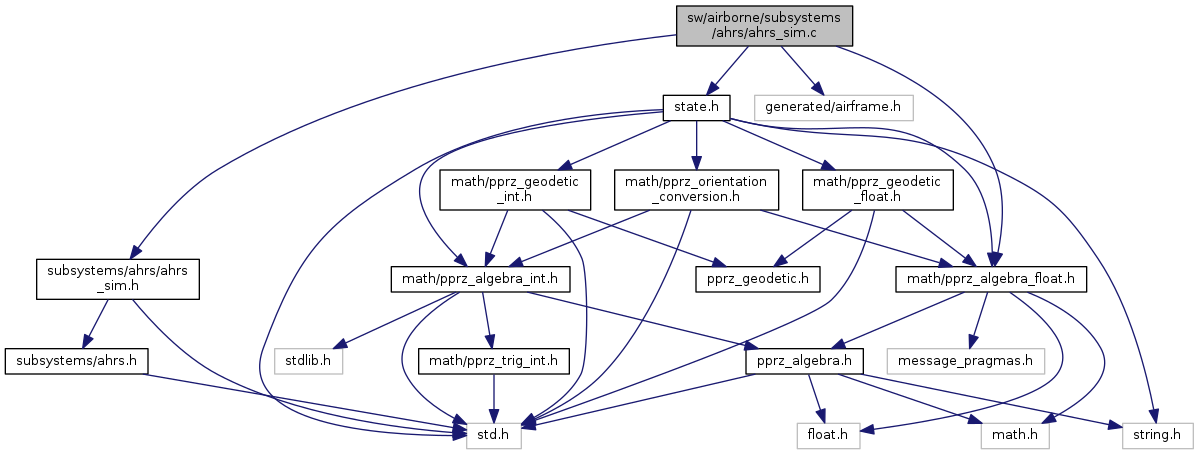 sw/airborne/subsystems
/ahrs/ahrs_sim.c
state.h
generated/airframe.h
math/pprz_geodetic
_int.h
math/pprz_orientation
_conversion.h
math/pprz_geodetic
_float.h
subsystems/ahrs/ahrs
_sim.h
math/pprz_algebra_int.h
pprz_geodetic.h
math/pprz_algebra_float.h
subsystems/ahrs.h
stdlib.h
math/pprz_trig_int.h
pprz_algebra.h
message_pragmas.h
std.h
float.h
math.h
string.h